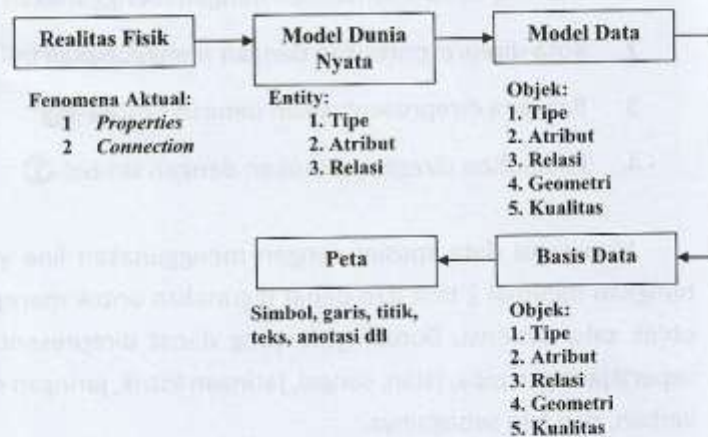 Realitas Fisik
Model Dunia
Nyata
Model Data
Fenomena Aktual:
1 Properties
2 Connection
Entity:
1. Tipe
2. Atribut
3. Relasi
Objek:
1. Tipe
2. Atribut
3. Relasi
4. Geometri
5. Kualitas
Peta
Basis Data
Simbol, garis, titik,
teks, anotasi dll
Objek:
1. Tipe
2. Atribut
3. Relasi
4. Geometri
5. Kualitas